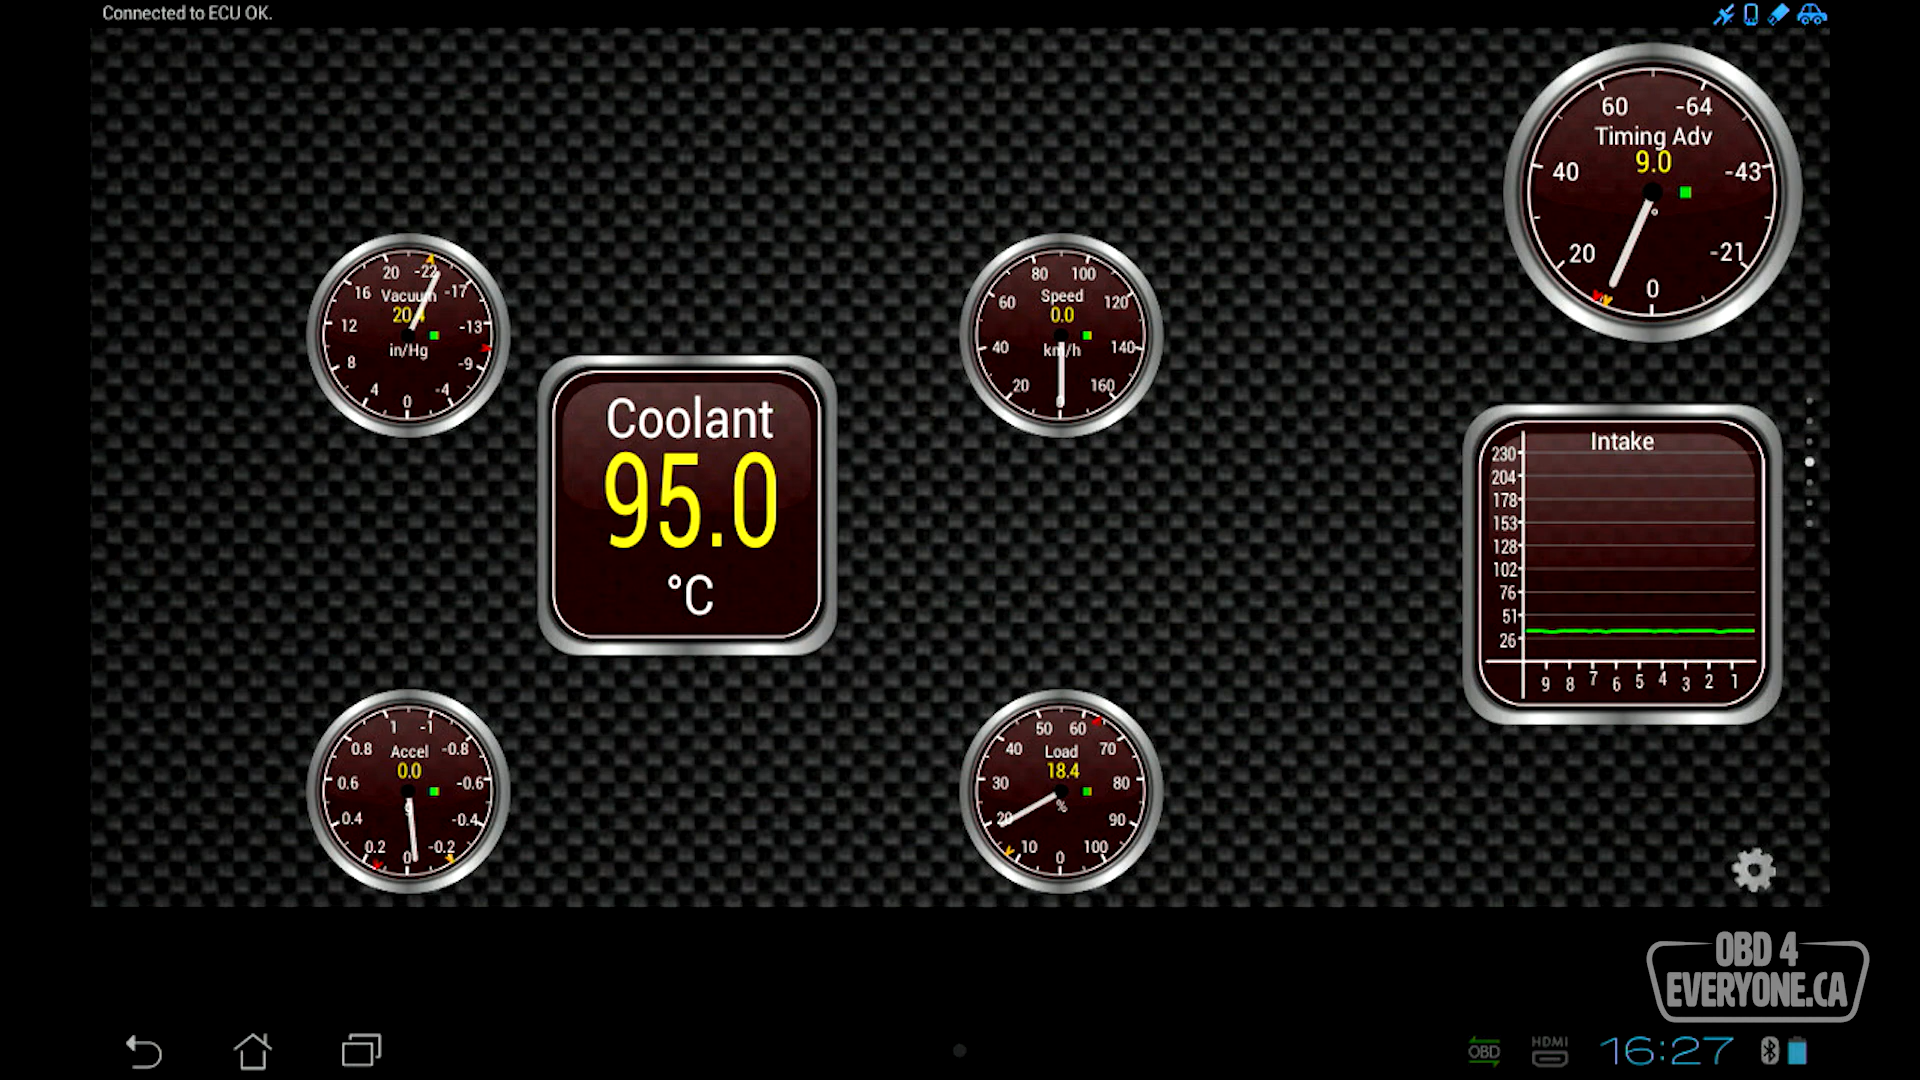 Connected to ECU OK.
60 -64
Timing Adv
9.0
40 -43
°
20 -21
0
20 -22
16 Vacuum -17
20.4
12 -13
in/Hg
8 -9
4 -4
0
80 100
60 Speed 120
0.0
40 km/h 140
20 160
Coolant
95.0
°C
Intake
230
204
178
153
128
102
76
51
26
9 8 7 6 5 4 3 2 1
1 -1
0.8 Accel -0.8
0.0
0.6 -0.6
g
0.4 -0.4
0.2 -0.2
0
50 60
40 Load 70
18.4
30 80
%
20 90
10 100
0
OBD 4
EVERYONE.CA
OBD HDMI 16:27